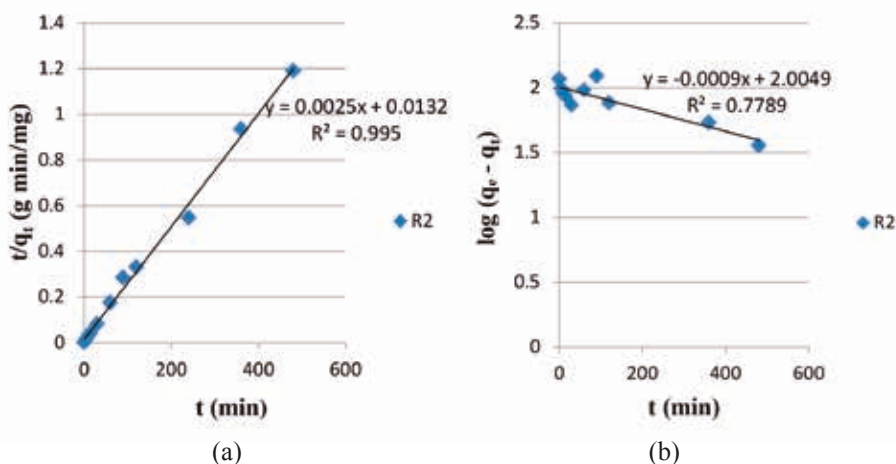 1.4
1.2
1
0.8
0.6
0.4
0.2
0
t/qt (g min/mg)
y = 0.0025x + 0.0132
R² = 0.995
R2
0 200 400 600
t (min)
(a)
2.5
2
1.5
1
0.5
0
log (qe - qt)
y = -0.0009x + 2.0049
R² = 0.7789
R2
0 200 400 600
t (min)
(b)